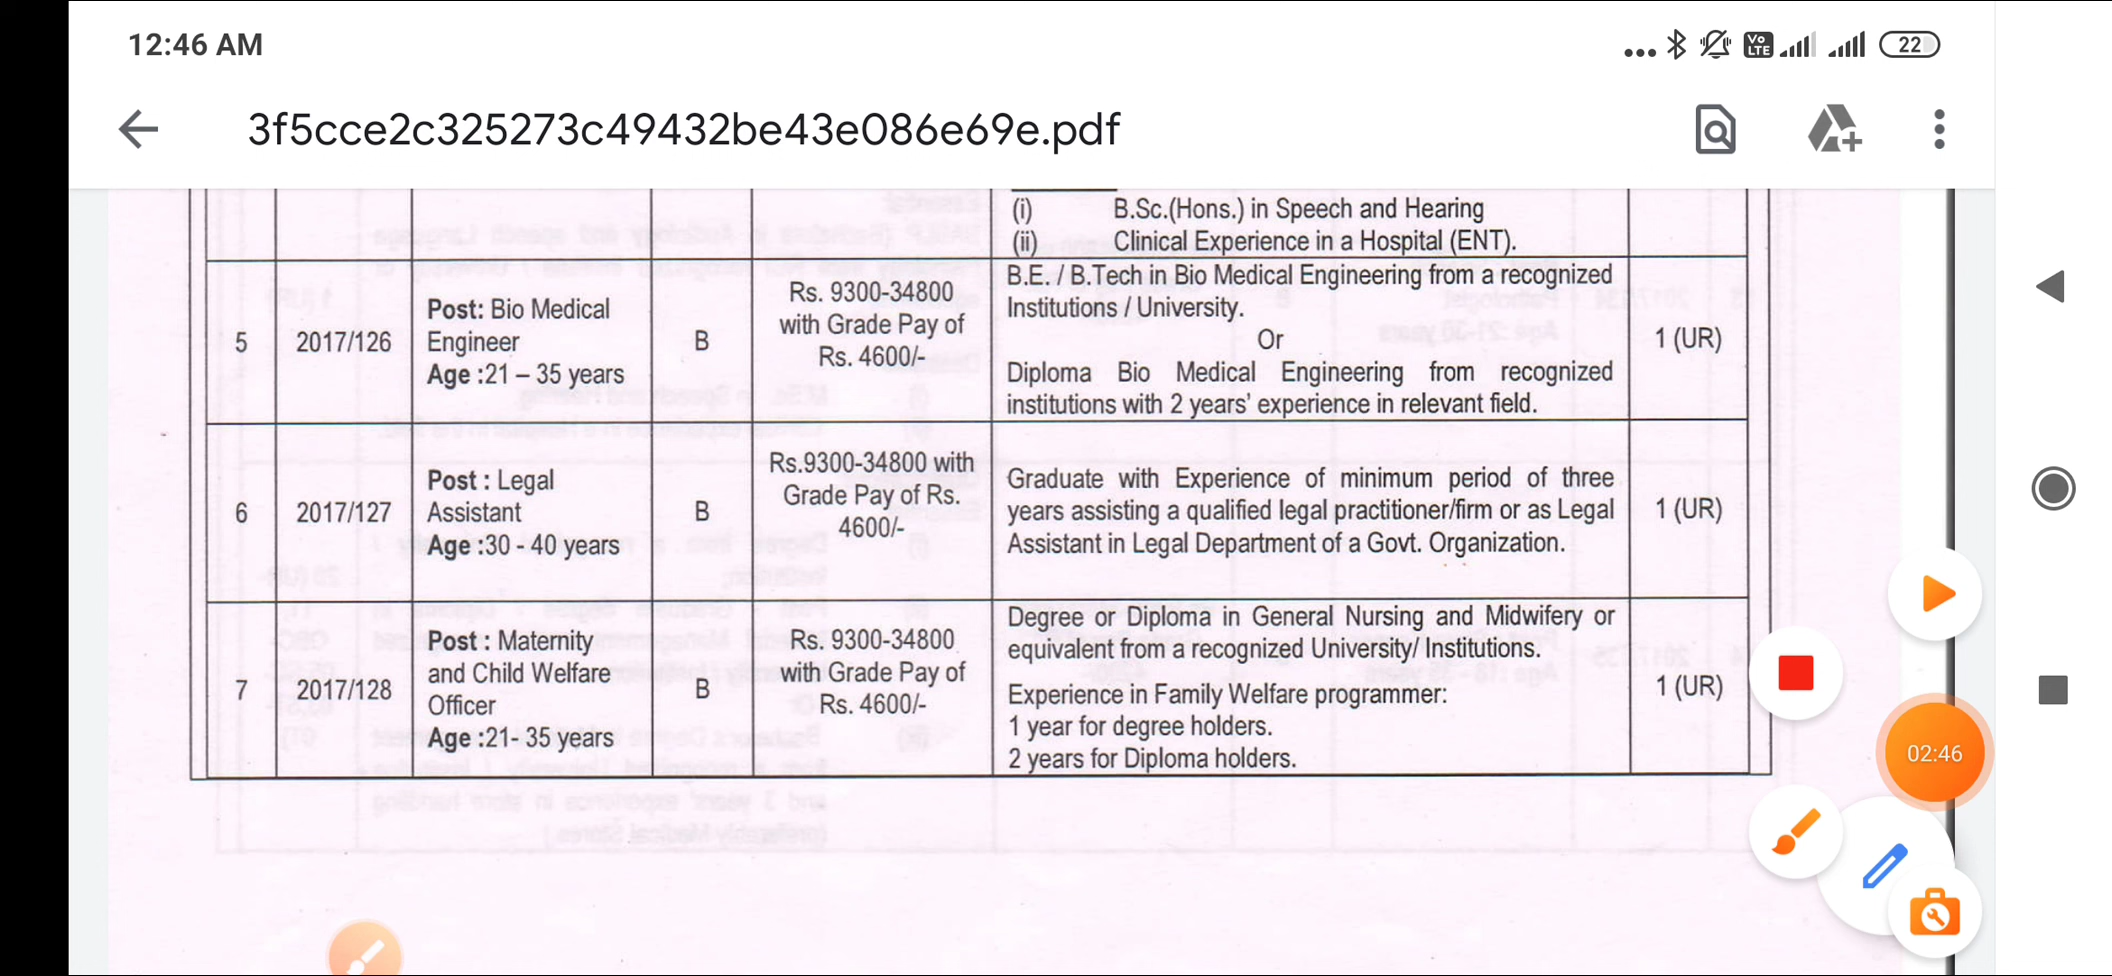 12:46 AM
Vo LTE
22
3f5cce2c325273c49432be43e086e69e.pdf
(i) B.Sc.(Hons.) in Speech and Hearing
(ii) Clinical Experience in a Hospital (ENT).
5
2017/126
Post: Bio Medical
Engineer
Age :21 – 35 years
B
Rs. 9300-34800
with Grade Pay of
Rs. 4600/-
B.E. / B.Tech in Bio Medical Engineering from a recognized
Institutions / University.
Or
Diploma Bio Medical Engineering from recognized
institutions with 2 years' experience in relevant field.
1 (UR)
6
2017/127
Post : Legal
Assistant
Age :30 - 40 years
B
Rs.9300-34800 with
Grade Pay of Rs.
4600/-
Graduate with Experience of minimum period of three
years assisting a qualified legal practitioner/firm or as Legal
Assistant in Legal Department of a Govt. Organization.
1 (UR)
7
2017/128
Post : Maternity
and Child Welfare
Officer
Age :21- 35 years
B
Rs. 9300-34800
with Grade Pay of
Rs. 4600/-
Degree or Diploma in General Nursing and Midwifery or
equivalent from a recognized University/ Institutions.
Experience in Family Welfare programmer:
1 year for degree holders.
2 years for Diploma holders.
1 (UR)
02:46